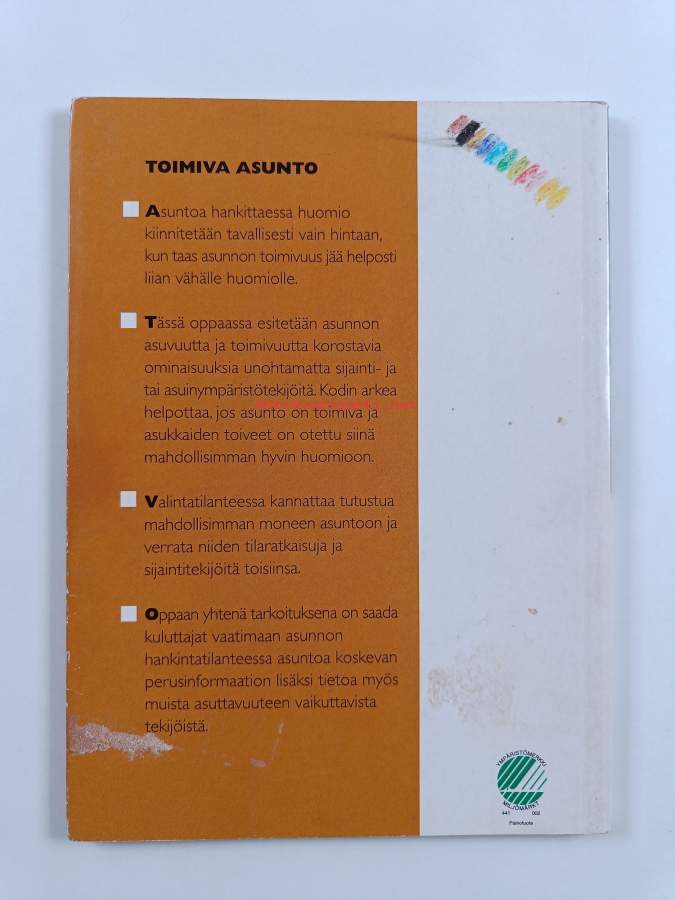 TOIMIVA ASUNTO
Asuntoa hankittaessa huomio
kiinnitetään tavallisesti vain hintaan,
kun taas asunnon toimivuus jää helposti
liian vähälle huomiolle.
Tässä oppaassa esitetään asunnon
asuvuutta ja toimivuutta korostavia
ominaisuuksia unohtamatta sijainti- ja
tai asuinympäristötekijöitä. Kodin arkea
helpottaa, jos asunto on toimiva ja
asukkaiden toiveet on otettu siinä
mahdollisimman hyvin huomioon.
Valintatilanteessa kannattaa tutustua
mahdollisimman moneen asuntoon ja
verrata niiden tilaratkaisuja ja
sijaintitekijöitä toisiinsa.
Oppaan yhtenä tarkoituksena on saada
kuluttajat vaatimaan asunnon
hankintatilanteessa asuntoa koskevan
perusinformaation lisäksi tietoa myös
muista asuttavuuteen vaikuttavista
tekijöistä.
YMPÄRISTÖMERKKI
MILJÖMÄRKT
441 002
Painotuote